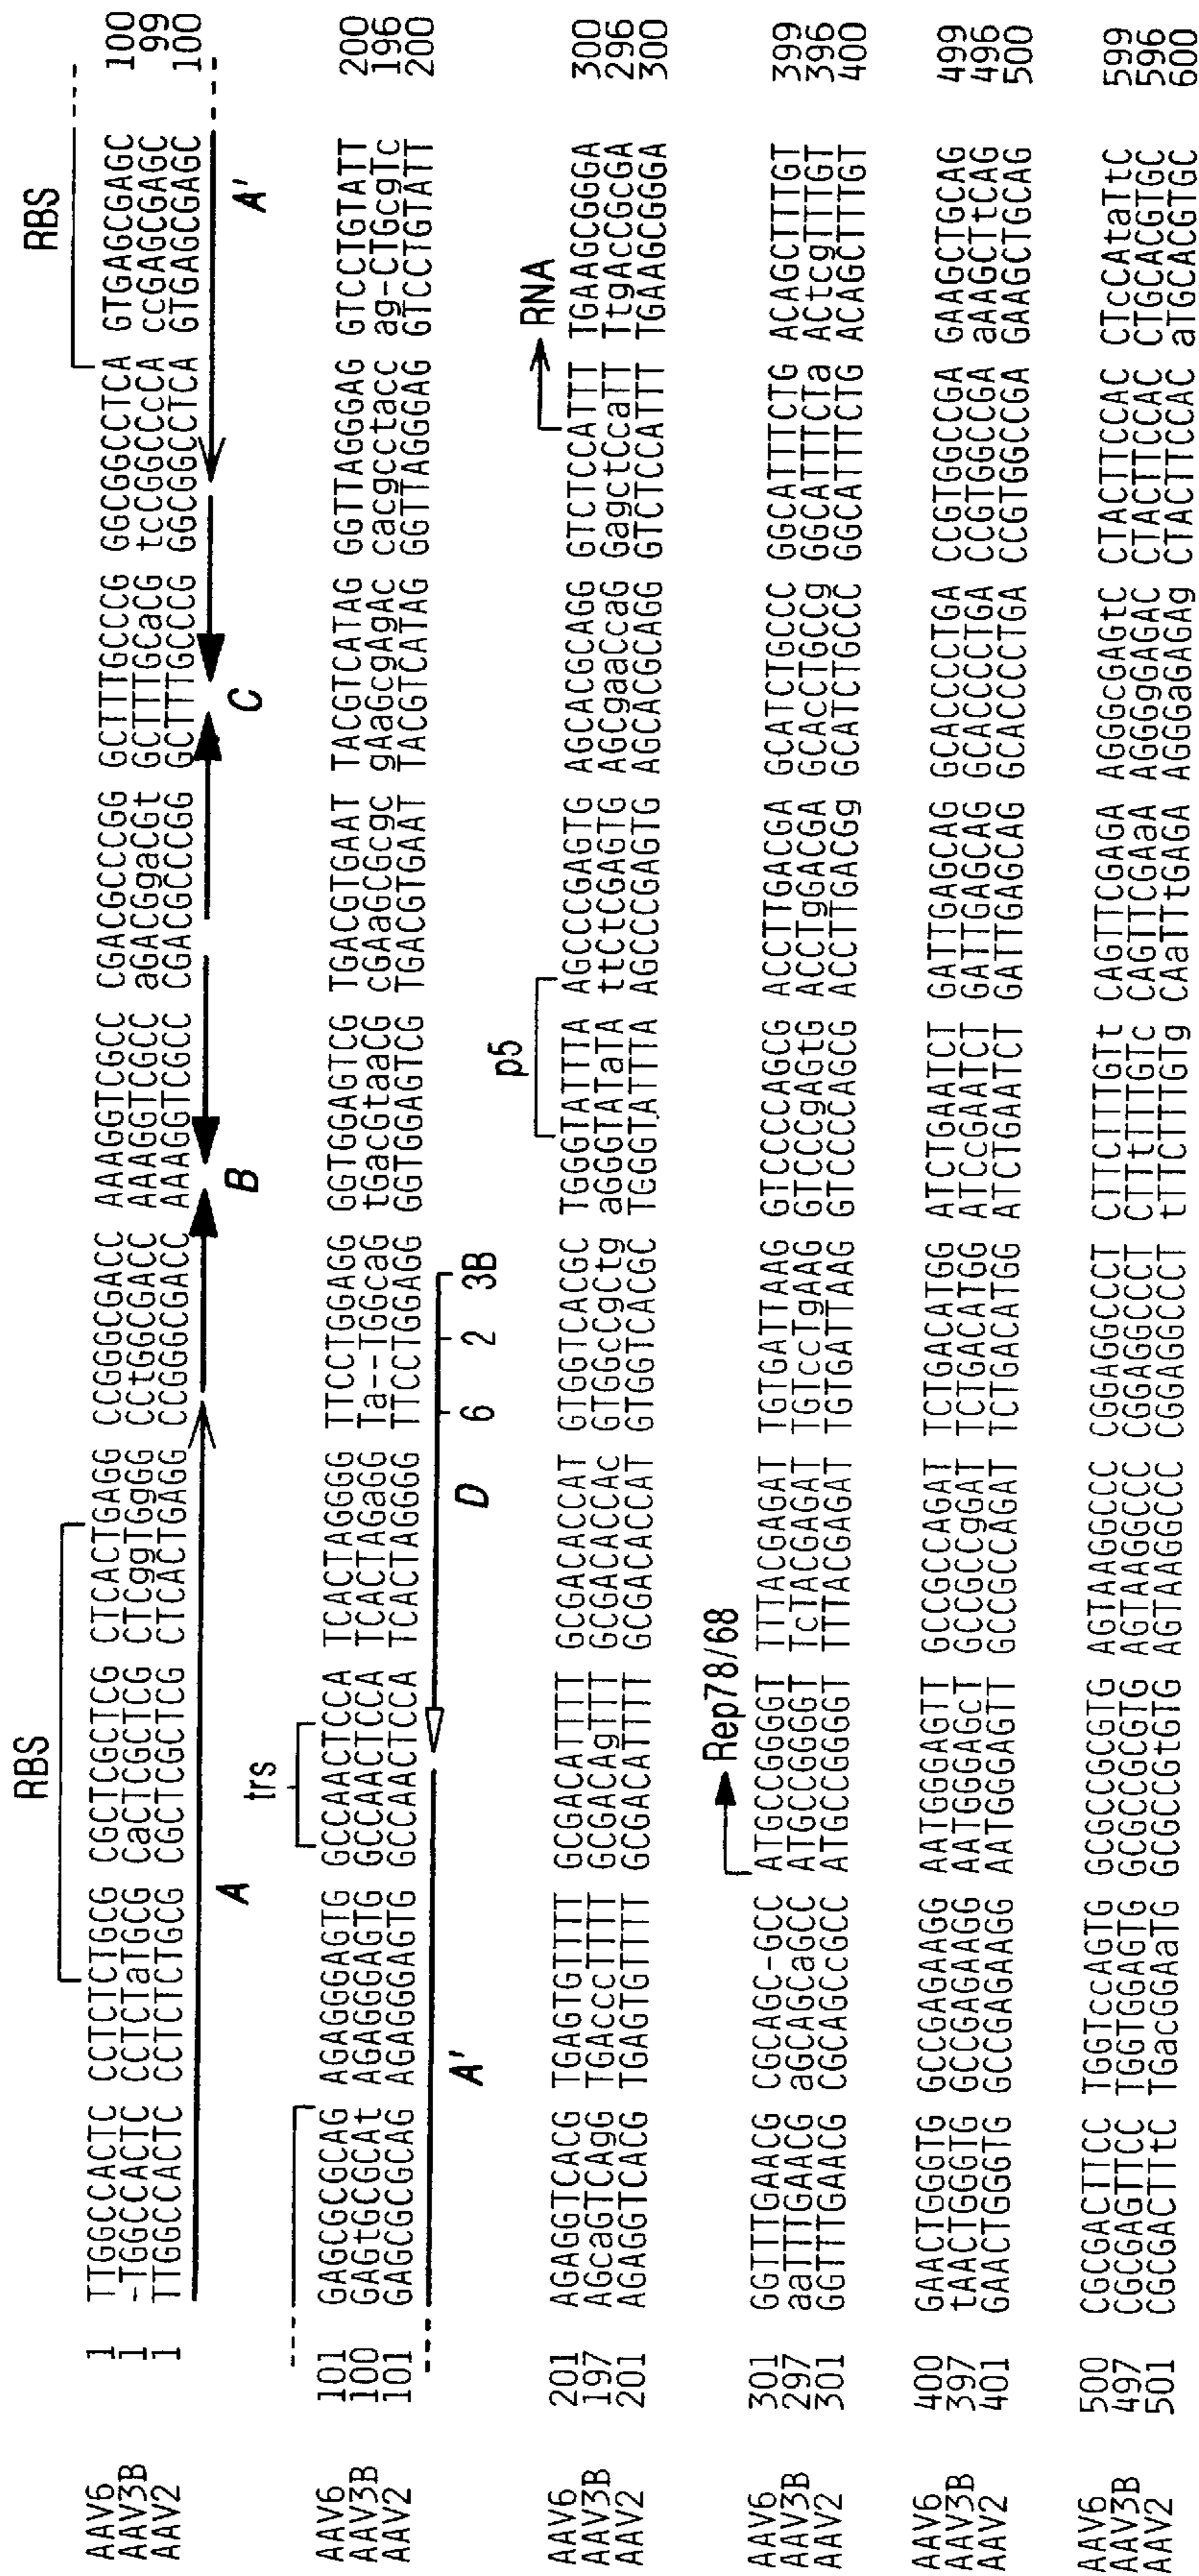 RBS RBS
AAV6 1 TTGGCCACTC CCTCTCTGCG CGCTCGCTCG CTCACTGAGG CCGGGCGACC AAAGGTCGCC CGACGCCCGG GCTTTGCCCG GGCGGCCTCA GTGAGCGAGC 100
AAV3B 1 -TGGCCACTC CCTCTaTGCG CaCTCGCTCG CTCggTgggG CCtGGCGACC AAAGGTCGCC aGACGgaCGt GCTTTGCaCG tcCGGCCcCA ccGAGCGAGC 99
AAV2 1 TTGGCCACTC CCTCTCTGCG CGCTCGCTCG CTCACTGAGG CCGGGCGACC AAAGGTCGCC CGACGCCCGG GCTTTGCCCG GGCGGCCTCA GTGAGCGAGC 100
A B C A'
trs
AAV6 101 GAGCGCGCAG AGAGGGAGTG GCCAACTCCA TCACTAGGGG TTCCTGGAGG GGTGGAGTCG TGACGTGAAT TACGTCATAG GGTTAGGGAG GTCCTGTATT 200
AAV3B 100 GAGtGCGCAt AGAGGGAGTG GCCAACTCCA TCACTAGaGG Ta--TGGcaG tGacGtaaCG CGAaGcGcgc gAaGcgAgac cacgcctacc ag-CTGcgTc 196
AAV2 101 GAGCGCGCAG AGAGGGAGTG GCCAACTCCA TCACTAGGGG TTCCTGGAGG GGTGGAGTCG TGACGTGAAT TACGTCATAG GGTTAGGGAG GTCCTGTATT 200
A' D 6 2 3B
p5 RNA
AAV6 201 AGAGGTCACG TGAGTGTTTT GCGACATTTT GCGACACCAT GTGGTCACGC TGGGTATTTA AGCCCGAGTG AGCACGCAGG GTCTCCATTT TGAAGCGGGA 300
AAV3B 197 AGCaGTCAgG TGAccCTTTT GCGACAgTTT GCGACACCAc GTGGccGCtg aGGGTATaTA ttCtCGAGTG AGCgaaCcaG GagctCcaTT TtgAcCGCGA 296
AAV2 201 AGAGGTCACG TGAGTGTTTT GCGACATTTT GCGACACCAT GTGGTCACGC TGGGTATTTA AGCCCGAGTG AGCACGCAGG GTCTCCATTT TGAAGCGGGA 300
Rep78/68
AAV6 301 GGTTTGAACG CGCAGC-GCC ATGCCGGGGT TTTACGAGAT TGTGATTAAG GTCCCCAGCG ACCTTGACGA GCATCTGCCC GGCATTTCTG ACAGCTTTGT 399
AAV3B 297 aaTTTGAACG aGCAGCaGCC ATGCCGGGGT TcTACGAGAT TGTccTgAAG GTCCCgAGtG ACCTgGACGA GCAcCTGCCg GGCATTTCTa ACtcgTTTGT 396
AAV2 301 GGTTTGAACG CGCAGCcGCC ATGCCGGGGT TTTACGAGAT TGTGATTAAG GTCCCCAGCG ACCTTGACGg GCATCTGCCC GGCATTTCTG ACAGCTTTGT 400
AAV6 400 GAACTGGGTG GCCGAGAAGG AATGGGAGTT GCCGCCAGAT TCTGACATGG ATCTGAATCT GATTGAGCAG GCACCCCTGA CCGTGGCCGA GAAGCTGCAG 499
AAV3B 397 tAACTGGGTG GCCGAGAAGG AATGGGAGcT GCCGCCgGAT TCTGACATGG ATCcGAATCT GATTGAGCAG GCACCCCTGA CCGTGGCCGA aAAGCTtCAG 496
AAV2 401 GAACTGGGTG GCCGAGAAGG AATGGGAGTT GCCGCCAGAT TCTGACATGG ATCTGAATCT GATTGAGCAG GCACCCCTGA CCGTGGCCGA GAAGCTGCAG 500
AAV6 500 CGCGACTTCC TGGTccAGTG GCGCCGCGTG AGTAAGGCCC CGGAGGCCCT CTTCTTTGTt CAGTTCGAGA AGGGcGAGtC CTACTTCCAC CTcCAtaTtC 599
AAV3B 497 CGCGAGTTCC TGGTGGAGTG GCGCCGCGTG AGTAAGGCCC CGGAGGCCCT CTTtTTTGTc CAGTTCGAaA AGGGgGAGAC CTACTTCCAC CTGCACGTGC 596
AAV2 501 CGCGACTTtC TGacGGAaTG GCGCCGtGTG AGTAAGGCCC CGGAGGCCCT tTTCTTTGTg CAaTTtGAGA AGGGaGAGAg CTACTTCCAC aTGCACGTGC 600